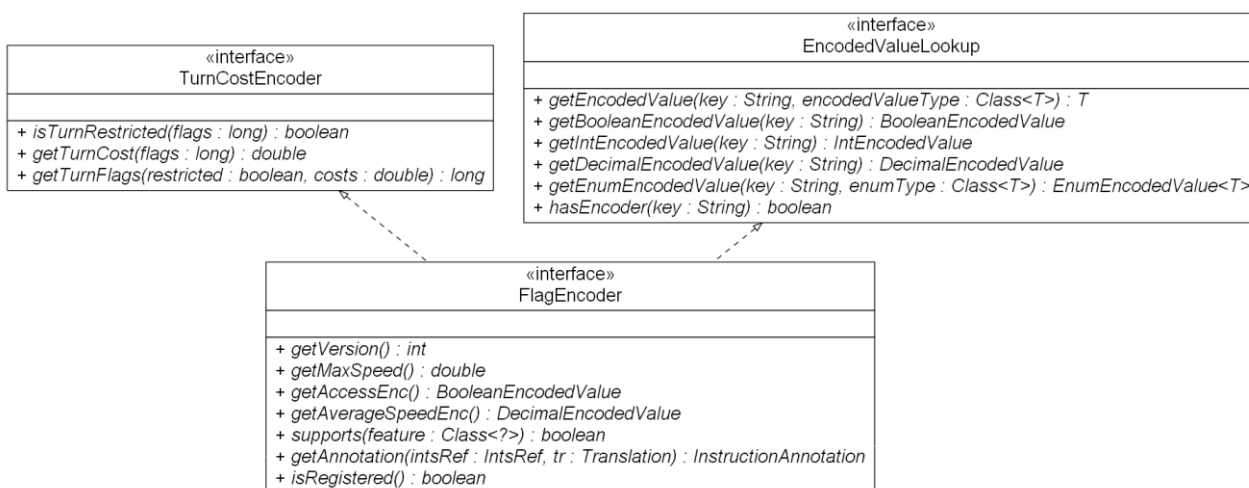 «interface»
TurnCostEncoder
+ isTurnRestricted(flags : long) : boolean
+ getTurnCost(flags : long) : double
+ getTurnFlags(restricted : boolean, costs : double) : long
«interface»
EncodedValueLookup
+ getEncodedValue(key : String, encodedValueType : Class<T>) : T
+ getBooleanEncodedValue(key : String) : BooleanEncodedValue
+ getIntEncodedValue(key : String) : IntEncodedValue
+ getDecimalEncodedValue(key : String) : DecimalEncodedValue
+ getEnumEncodedValue(key : String, enumType : Class<T>) : EnumEncodedValue<T>
+ hasEncoder(key : String) : boolean
«interface»
FlagEncoder
+ getVersion() : int
+ getMaxSpeed() : double
+ getAccessEnc() : BooleanEncodedValue
+ getAverageSpeedEnc() : DecimalEncodedValue
+ supports(feature : Class<?>) : boolean
+ getAnnotation(intsRef : IntsRef, tr : Translation) : InstructionAnnotation
+ isRegistered() : boolean